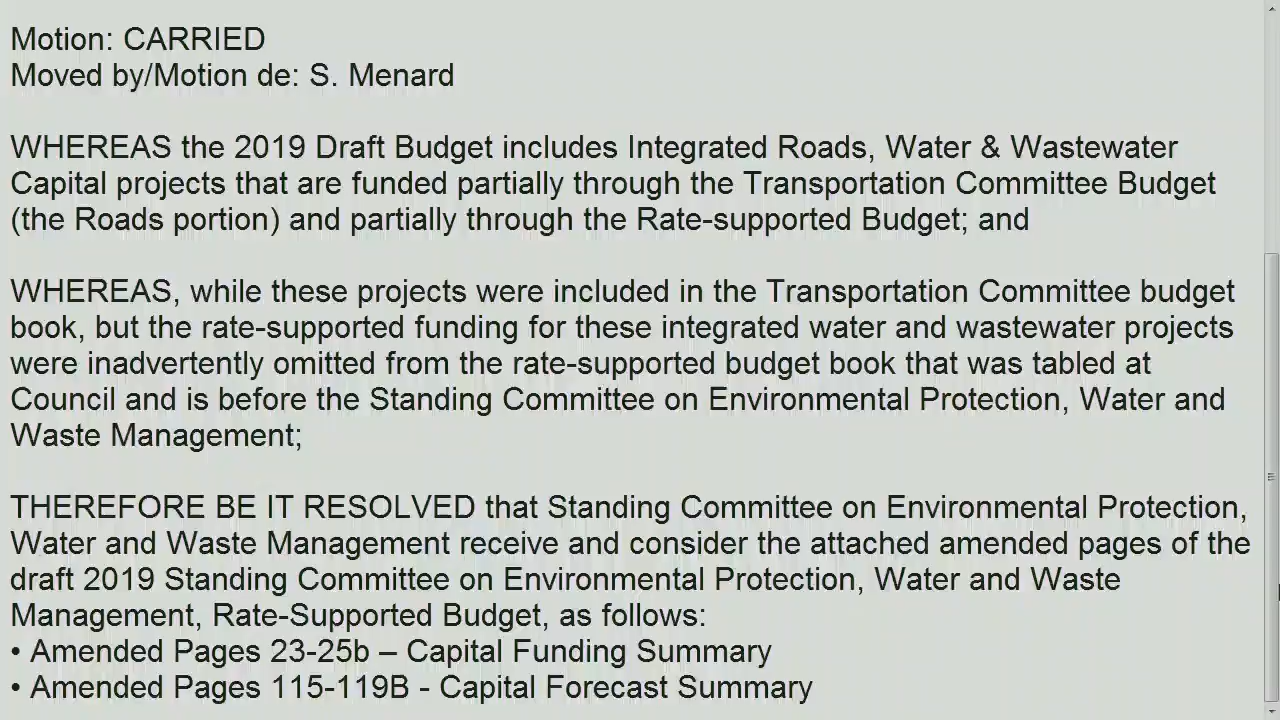 Motion: CARRIED
Moved by/Motion de: S. Menard
WHEREAS the 2019 Draft Budget includes Integrated Roads, Water & Wastewater
Capital projects that are funded partially through the Transportation Committee Budget
(the Roads portion) and partially through the Rate-supported Budget; and
WHEREAS, while these projects were included in the Transportation Committee budget
book, but the rate-supported funding for these integrated water and wastewater projects
were inadvertently omitted from the rate-supported budget book that was tabled at
Council and is before the Standing Committee on Environmental Protection, Water and
Waste Management;
THEREFORE BE IT RESOLVED that Standing Committee on Environmental Protection,
Water and Waste Management receive and consider the attached amended pages of the
draft 2019 Standing Committee on Environmental Protection, Water and Waste
Management, Rate-Supported Budget, as follows:
• Amended Pages 23-25b – Capital Funding Summary
• Amended Pages 115-119B - Capital Forecast Summary